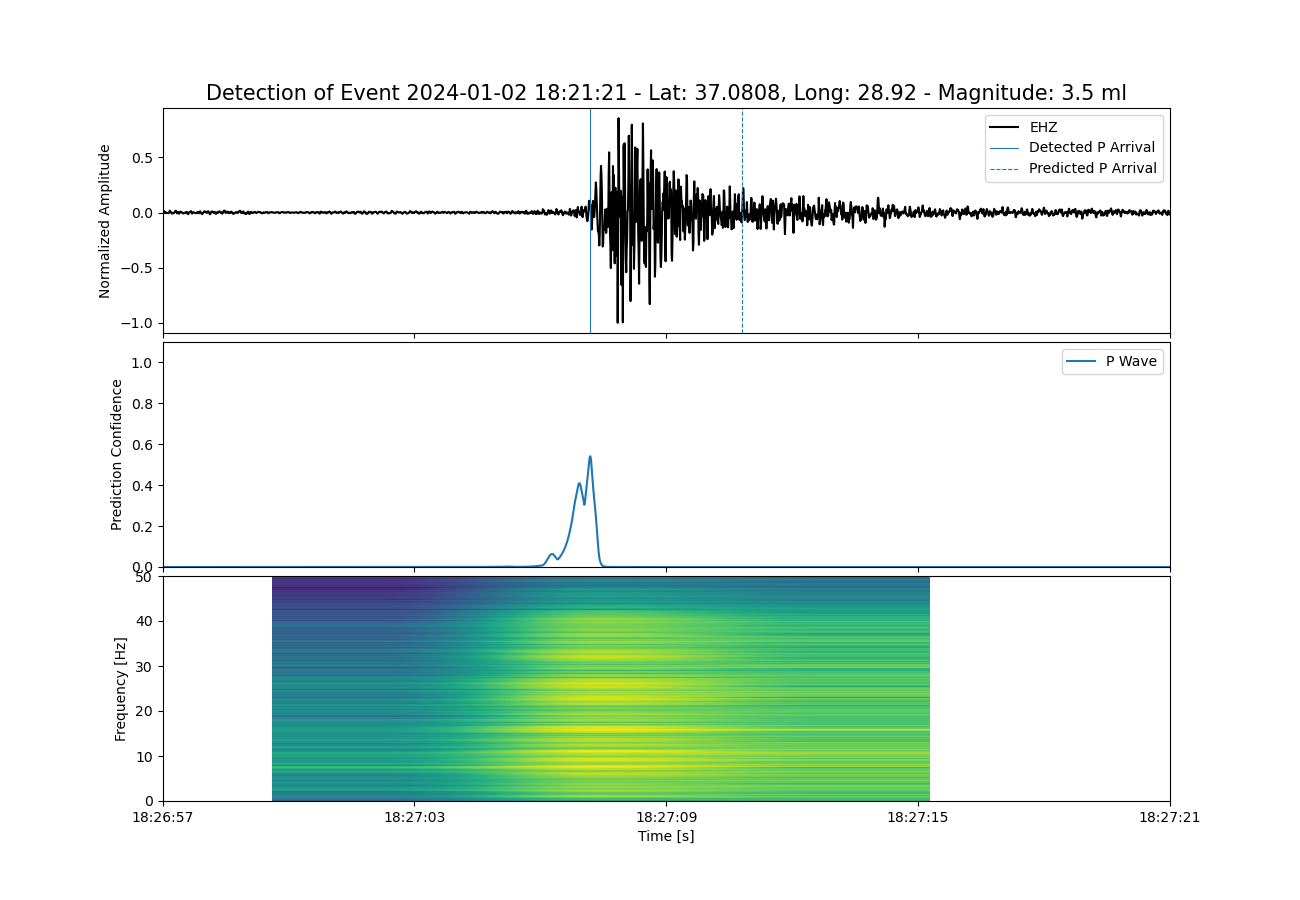 Detection of Event 2024-01-02 18:21:21 - Lat: 37.0808, Long: 28.92 - Magnitude: 3.5 ml
Normalized Amplitude
0.5
0.0
−0.5
−1.0
EHZ
Detected P Arrival
Predicted P Arrival
Prediction Confidence
1.0
0.8
0.6
0.4
0.2
0.0
P Wave
Frequency [Hz]
50
40
30
20
10
0
18:26:57 18:27:03 18:27:09 18:27:15 18:27:21
Time [s]